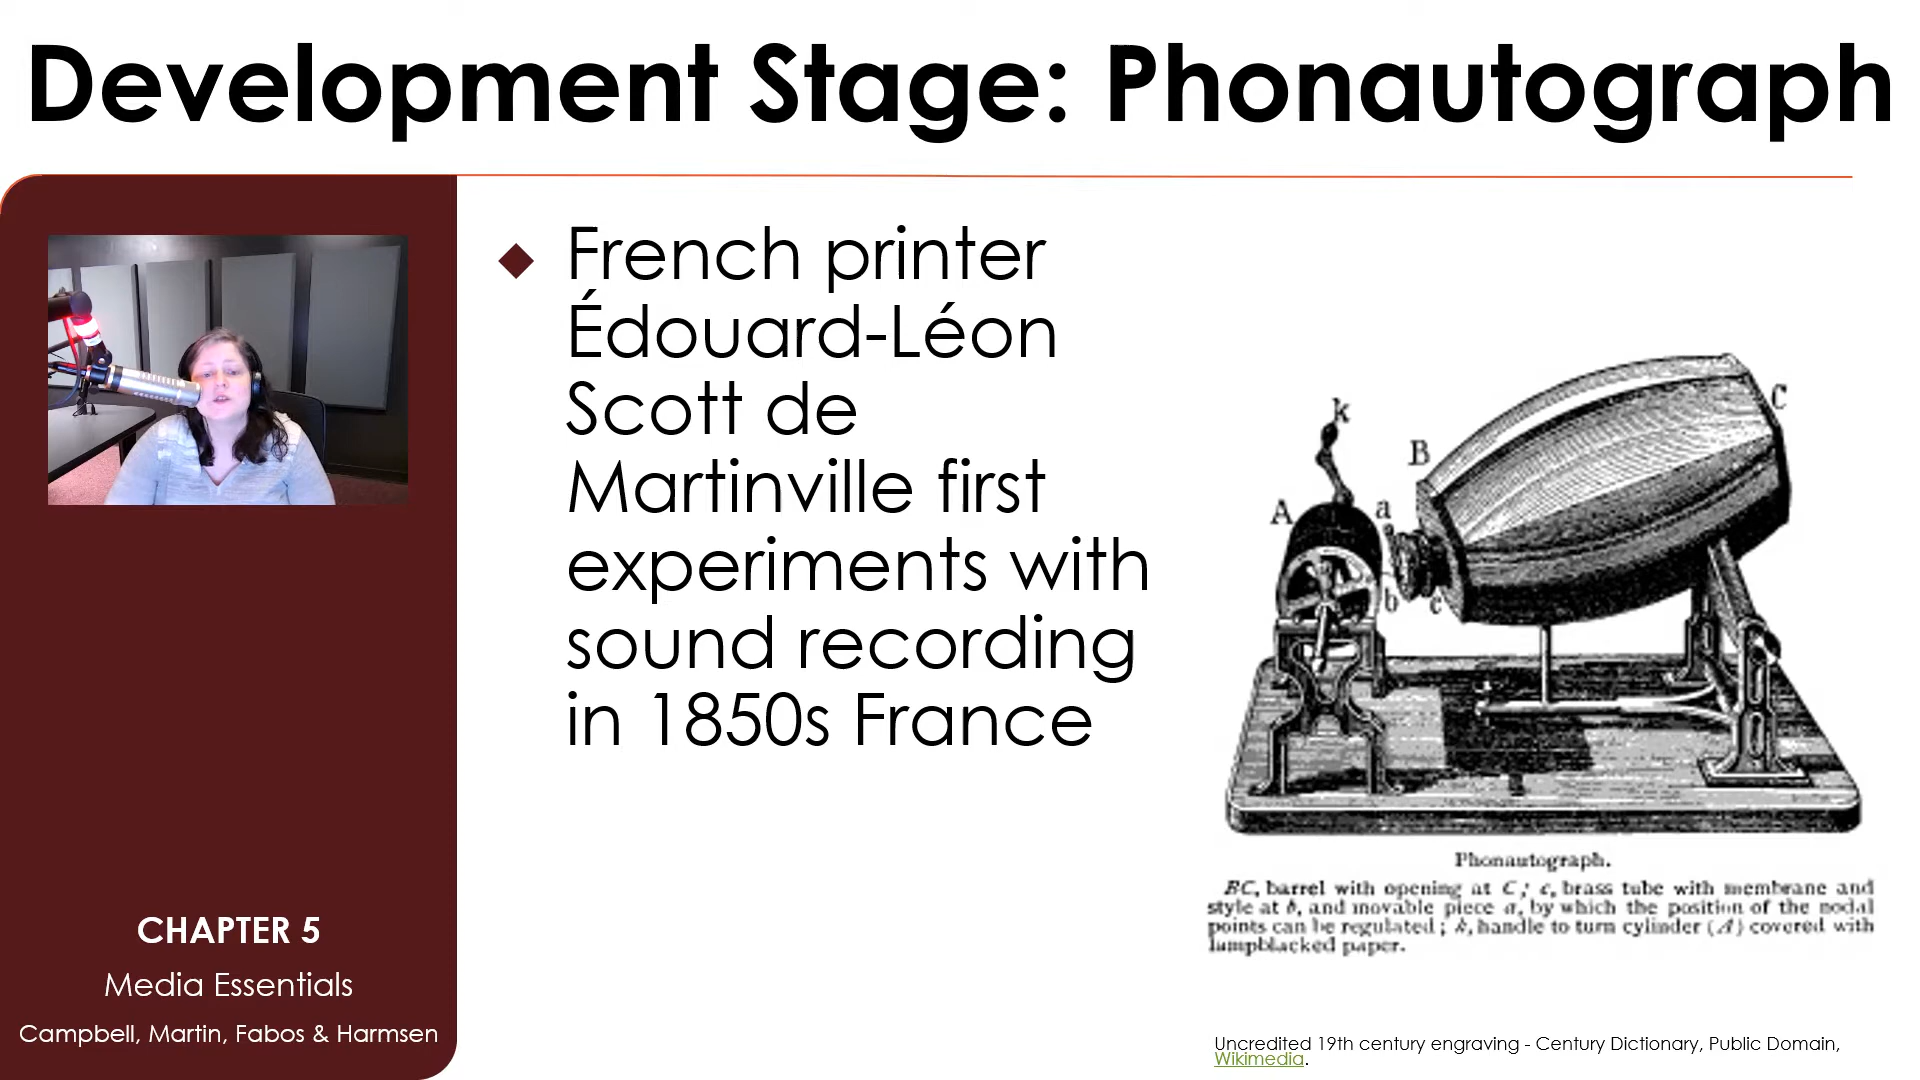 Development Stage: Phonautograph
French printer
Édouard-Léon
Scott de
Martinville first
experiments with
sound recording
in 1850s France
k
C
B
A
a
b
c
Phonautograph.
BC, barrel with opening at C; c, brass tube with membrane and
style at b, and movable piece a, by which the position of the nodal
points can be regulated; k, handle to turn cylinder (A) covered with
lampblacked paper.
CHAPTER 5
Media Essentials
Campbell, Martin, Fabos & Harmsen
Uncredited 19th century engraving - Century Dictionary, Public Domain,
Wikimedia.